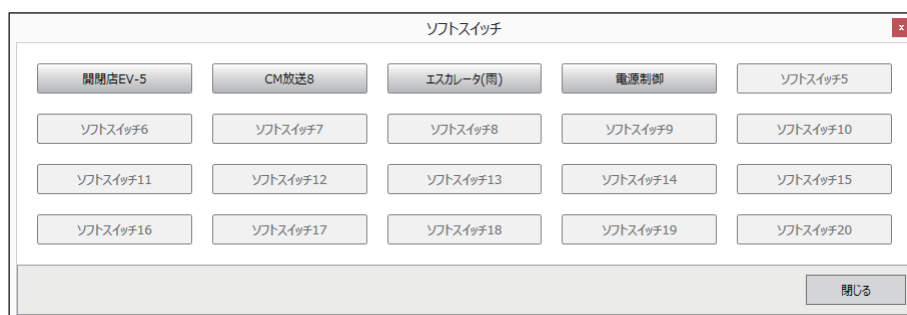 ソフトスイッチ
x
開閉店EV-5 CM放送8 エスカレータ(雨) 電源制御 ソフトスイッチ5
ソフトスイッチ6 ソフトスイッチ7 ソフトスイッチ8 ソフトスイッチ9 ソフトスイッチ10
ソフトスイッチ11 ソフトスイッチ12 ソフトスイッチ13 ソフトスイッチ14 ソフトスイッチ15
ソフトスイッチ16 ソフトスイッチ17 ソフトスイッチ18 ソフトスイッチ19 ソフトスイッチ20
閉じる